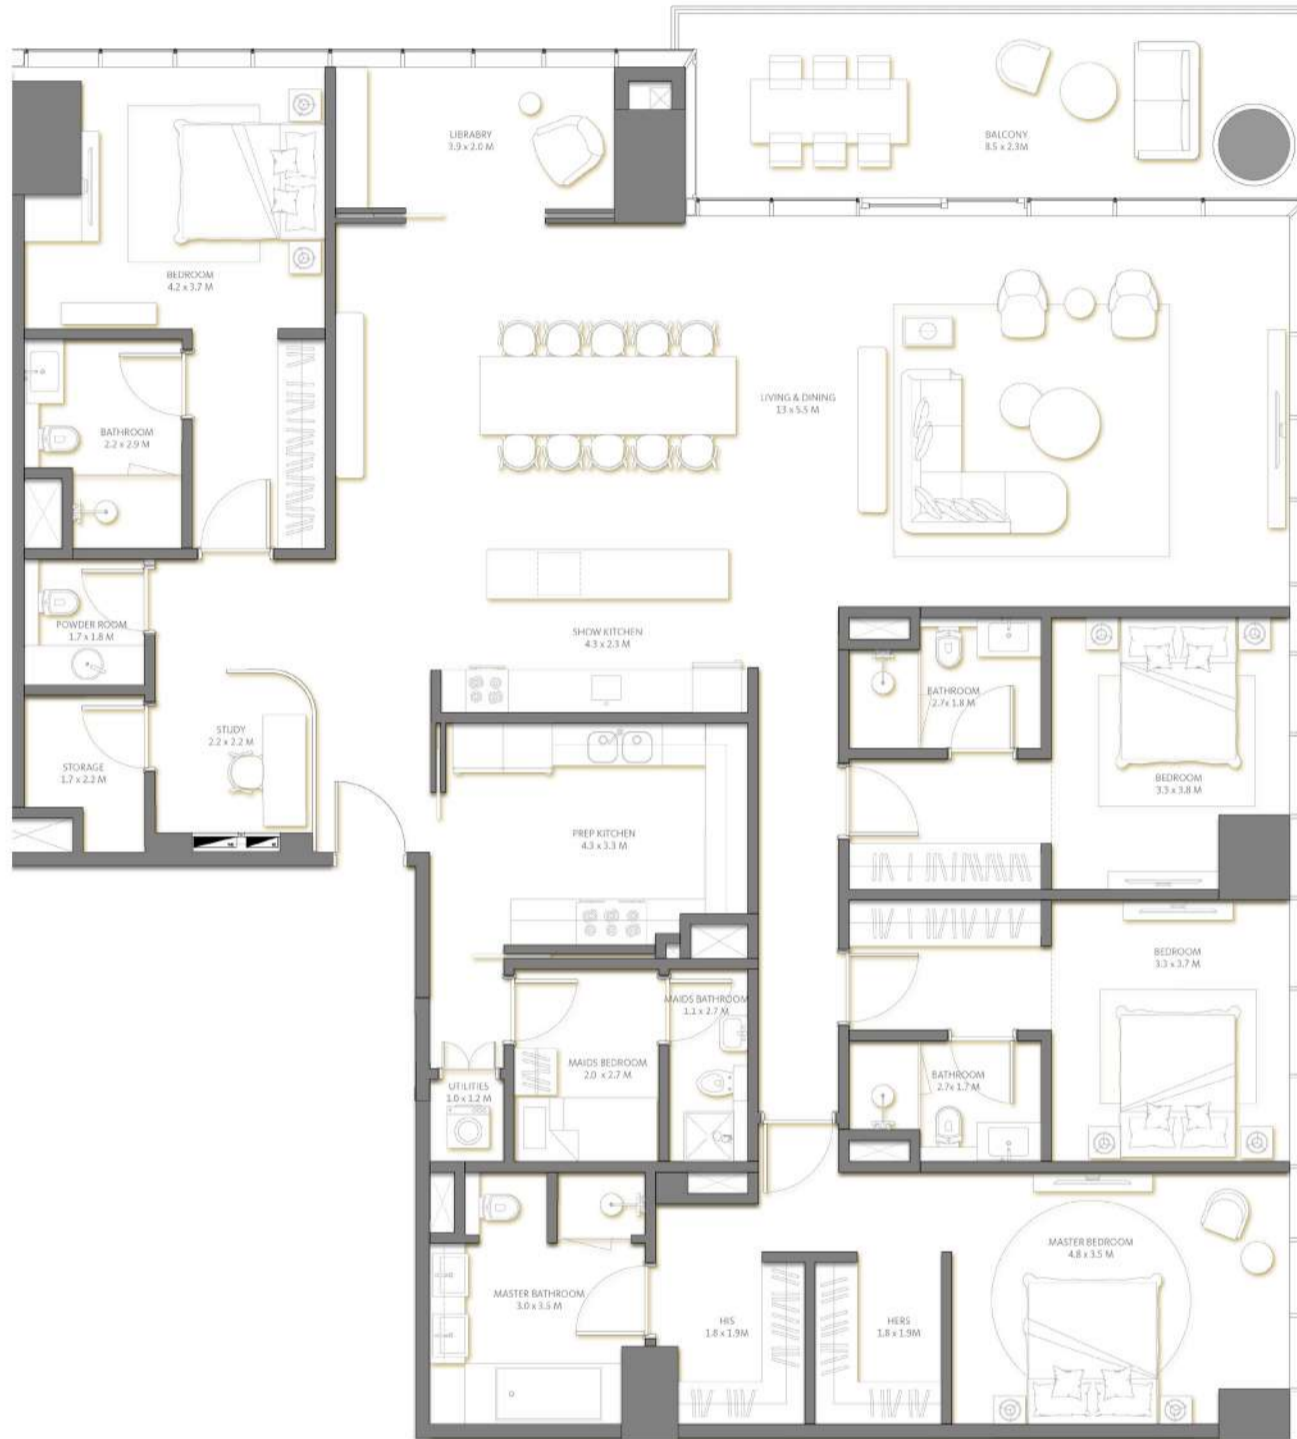 LIBRABRY
3.9 x 2.0 M
BALCONY
8.5 x 2.3M
BEDROOM
4.2 x 3.7 M
LIVING & DINING
13 x 5.5 M
BATHROOM
2.2 x 2.9 M
POWDER ROOM
1.7 x 1.8 M
SHOW KITCHEN
4.3 x 2.3 M
BATHROOM
2.7x 1.8 M
STUDY
2.2 x 2.2 M
STORAGE
1.7 x 2.2 M
BEDROOM
3.3 x 3.8 M
PREP KITCHEN
4.3 x 3.3 M
BEDROOM
3.3 x 3.7 M
MAIDS BATHROOM
1.1 x 2.7 M
MAIDS BEDROOM
2.0 x 2.7 M
UTILITIES
1.0 x 1.2 M
BATHROOM
2.7x 1.7 M
MASTER BEDROOM
4.8 x 3.5 M
MASTER BATHROOM
3.0 x 3.5 M
HIS
1.8 x 1.9M
HERS
1.8 x 1.9M